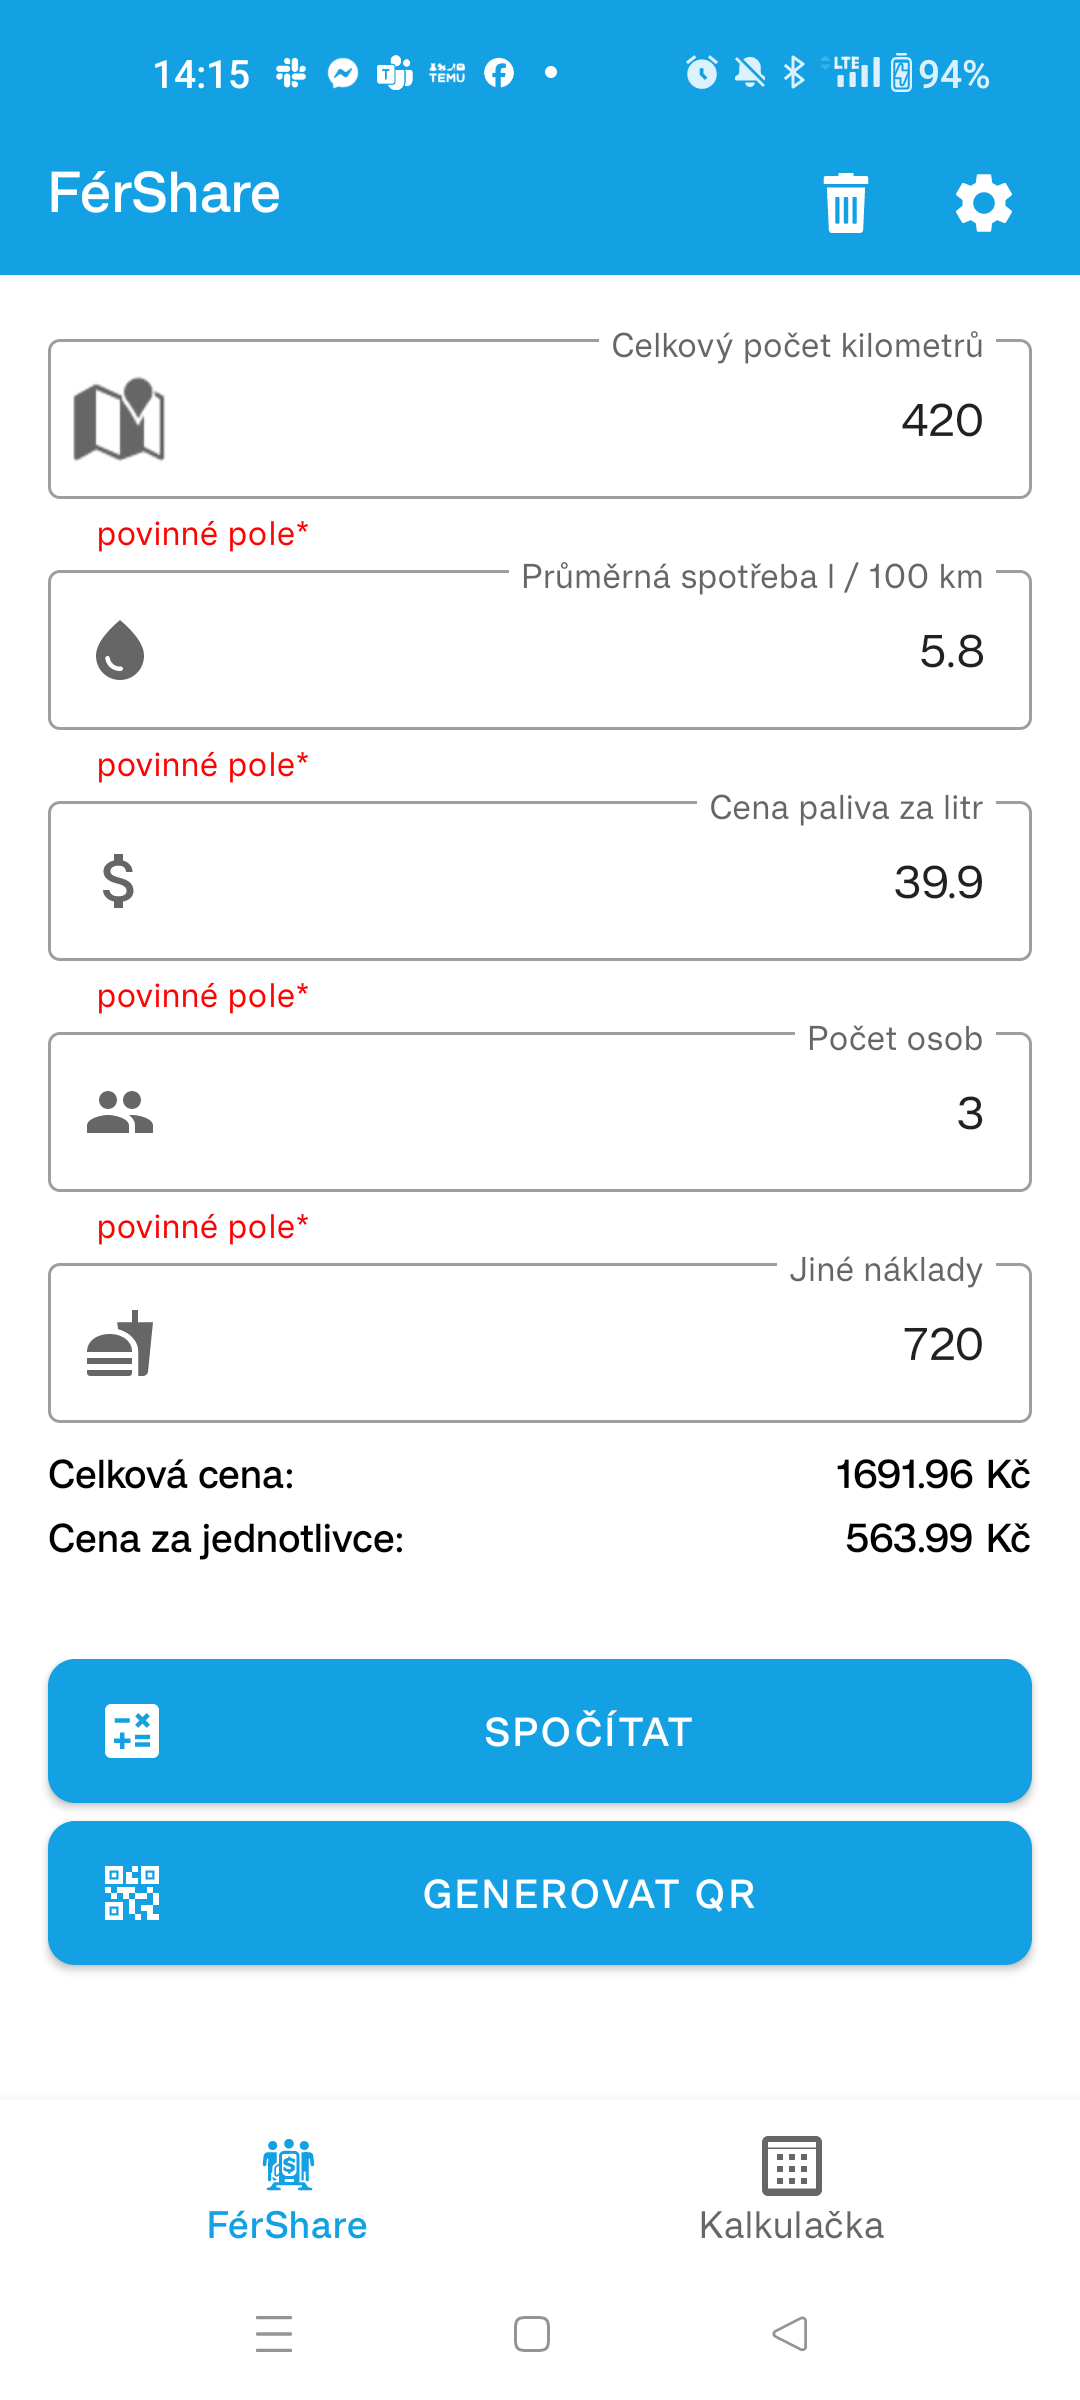 14:15
TEMU
LTE
94%
FérShare
Celkový počet kilometrů
420
povinné pole*
Průměrná spotřeba l / 100 km
5.8
povinné pole*
Cena paliva za litr
39.9
povinné pole*
Počet osob
3
povinné pole*
Jiné náklady
720
Celková cena: 1691.96 Kč
Cena za jednotlivce: 563.99 Kč
SPOČÍTAT
GENEROVAT QR
FérShare
Kalkulačka